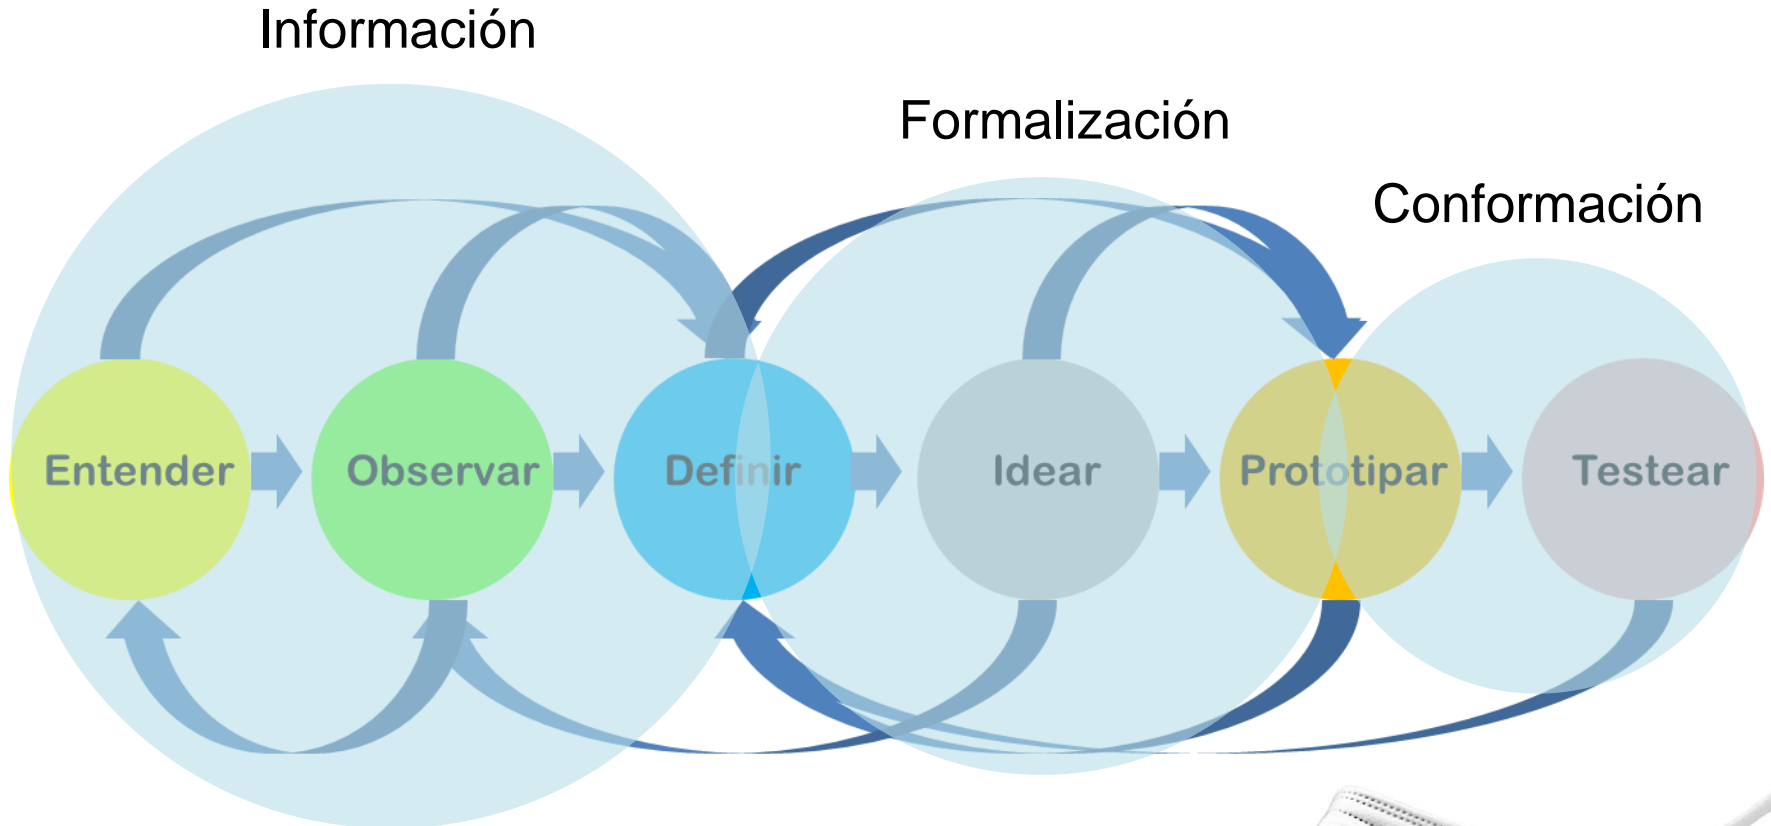 Información
Formalización
Conformación
Entender
Observar
Definir
Idear
Prototipar
Testear